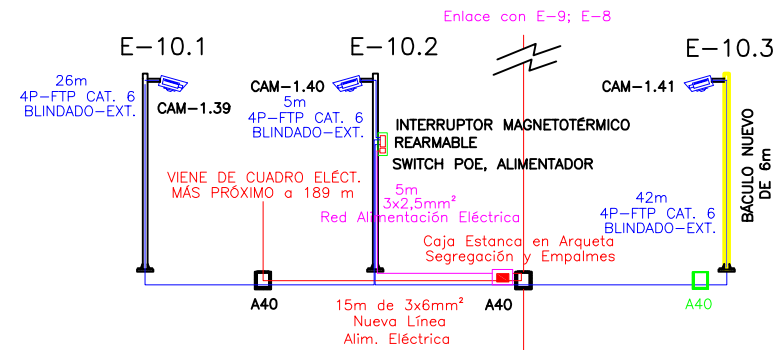 Enlace con E-9; E-8
E-10.1
E-10.2
E-10.3
26m
4P-FTP CAT. 6
BLINDADO-EXT.
CAM-1.39
CAM-1.40
5m
4P-FTP CAT. 6
BLINDADO-EXT.
CAM-1.41
INTERRUPTOR MAGNETOTÉRMICO
REARMABLE
SWITCH POE, ALIMENTADOR
BÁCULO NUEVO
DE 6m
VIENE DE CUADRO ELÉCT.
MÁS PRÓXIMO a 189 m
5m
3x2,5mm²
Red Alimentación Eléctrica
42m
4P-FTP CAT. 6
BLINDADO-EXT.
Caja Estanca en Arqueta
Segregación y Empalmes
A40
15m de 3x6mm²
Nueva Línea
Alim. Eléctrica
A40
A40